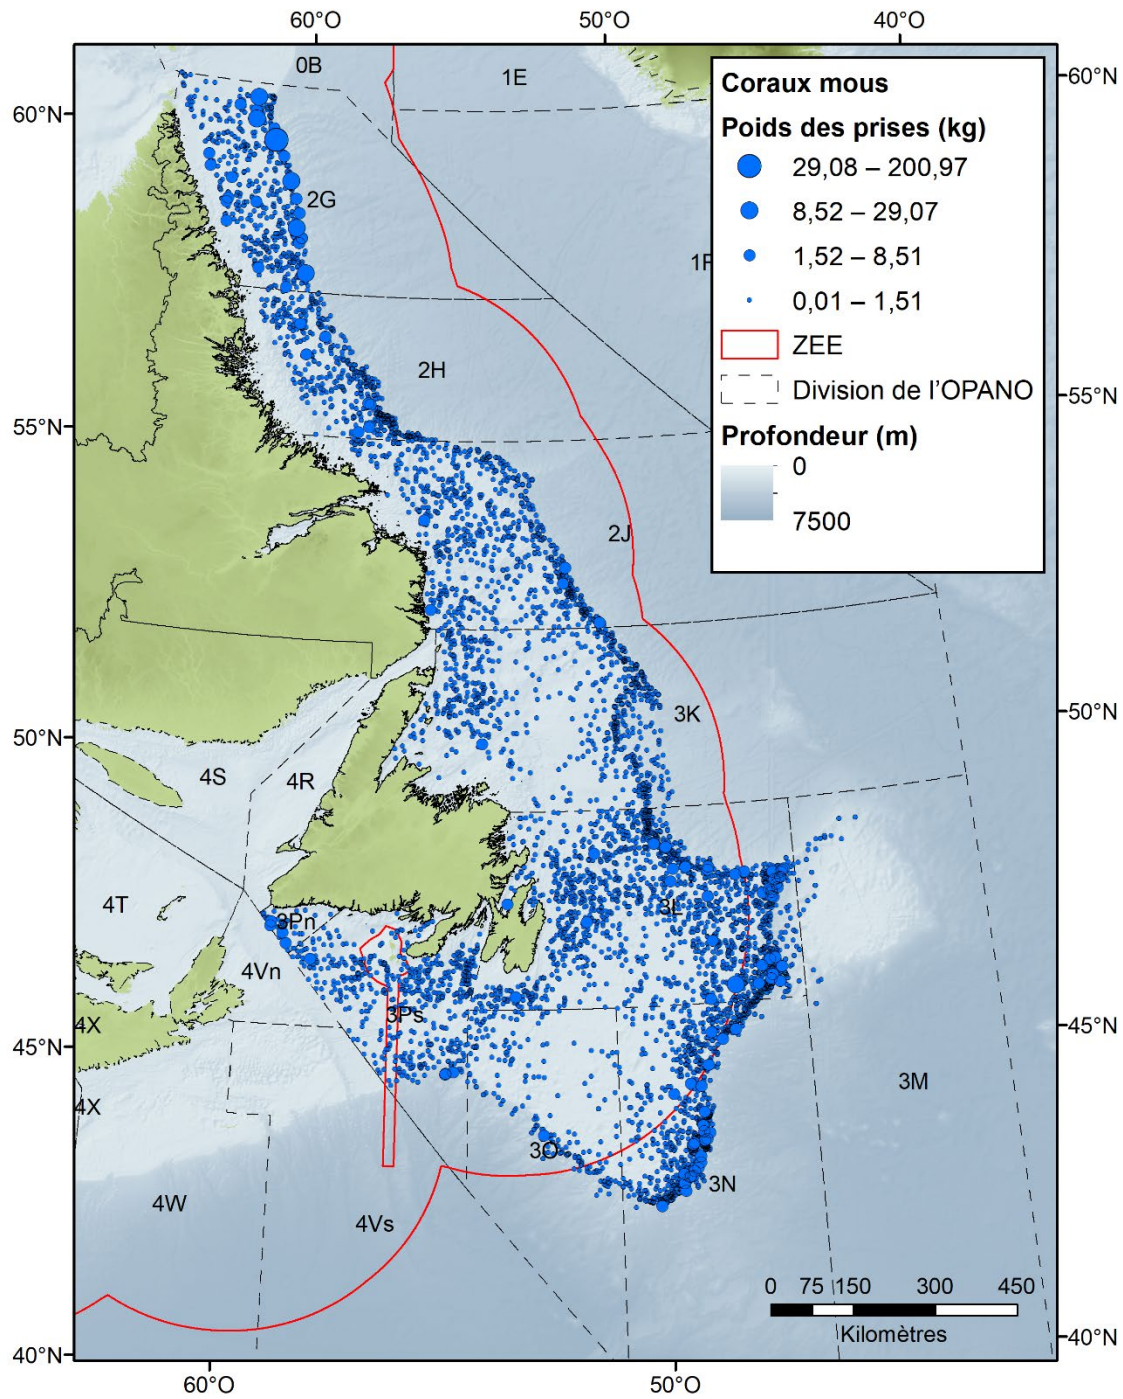 60°O 50°O 40°O
0B
1E
60°N 60°N
Coraux mous
Poids des prises (kg)
29,08 – 200,97
8,52 – 29,07
1,52 – 8,51
0,01 – 1,51
ZEE
Division de l'OPANO
Profondeur (m)
0
7500
2G
2H
55°N 55°N
2J
3K
50°N 50°N
4S
4R
4T
3Pn
3L
4Vn
3Ps
4X
45°N 45°N
3M
4X
3O
3N
4W
4Vs
0 75 150 300 450
Kilomètres
40°N 40°N
60°O 50°O